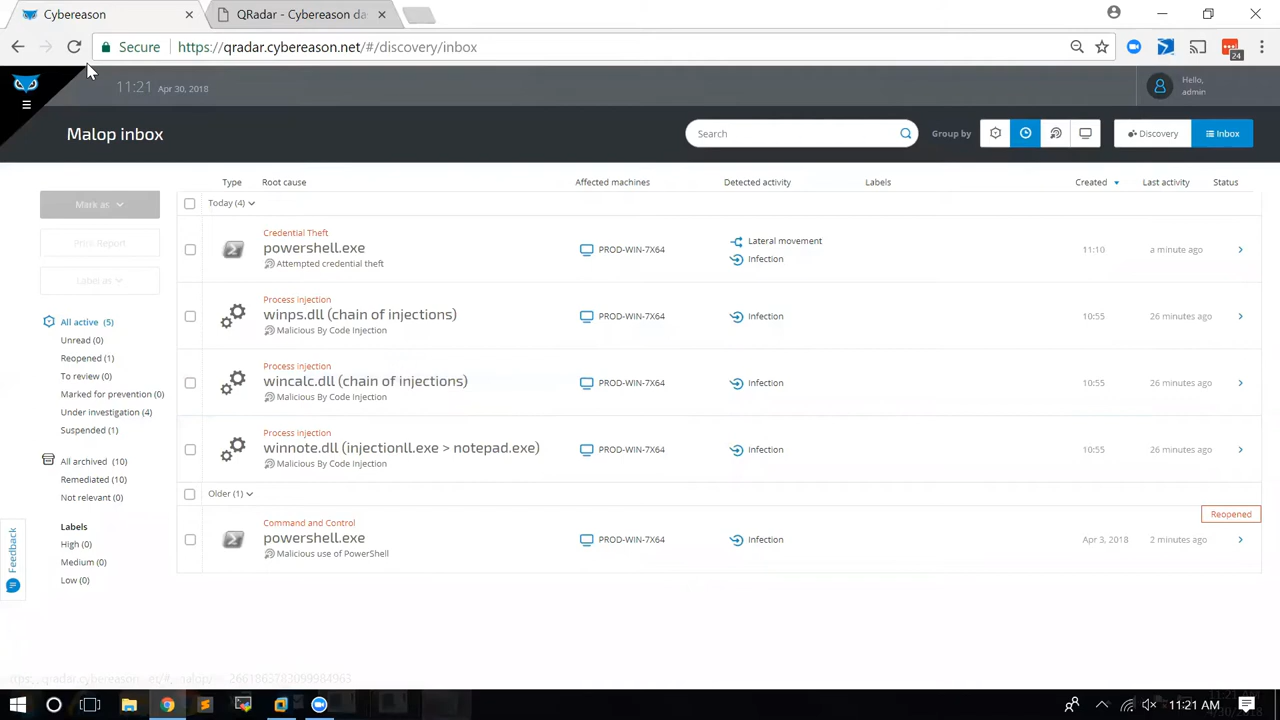 Cybereason
QRadar - Cybereason da
Secure
https://qradar.cybereason.net/#/discovery/inbox
24
11:21 Apr 30, 2018
Hello,
admin
Malop inbox
Search
Group by
Discovery
Inbox
Type Root cause Affected machines Detected activity Labels Created Last activity Status
Mark as
Print Report
Label as
All active (5)
Unread (0)
Reopened (1)
To review (0)
Marked for prevention (0)
Under investigation (4)
Suspended (1)
All archived (10)
Remediated (10)
Not relevant (0)
Labels
High (0)
Medium (0)
Low (0)
Feedback
Today (4)
Credential Theft
powershell.exe
Attempted credential theft
PROD-WIN-7X64
Lateral movement
Infection
11:10
a minute ago
Process injection
winps.dll (chain of injections)
Malicious By Code Injection
PROD-WIN-7X64
Infection
10:55
26 minutes ago
Process injection
wincalc.dll (chain of injections)
Malicious By Code Injection
PROD-WIN-7X64
Infection
10:55
26 minutes ago
Process injection
winnote.dll (injectionll.exe > notepad.exe)
Malicious By Code Injection
PROD-WIN-7X64
Infection
10:55
26 minutes ago
Older (1)
Reopened
Command and Control
powershell.exe
Malicious use of PowerShell
PROD-WIN-7X64
Infection
Apr 3, 2018
2 minutes ago
11:21 AM